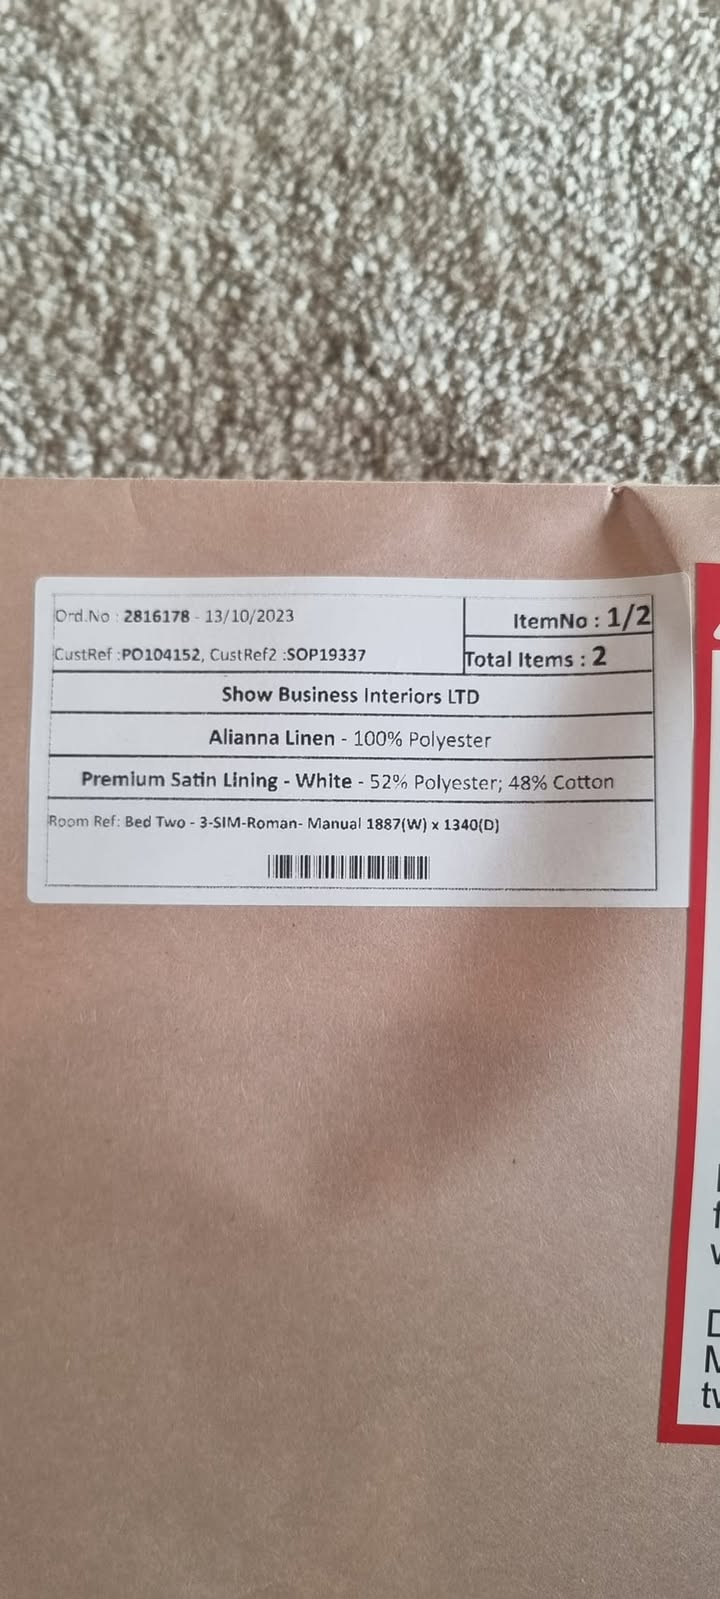 Ord.No : 2816178 - 13/10/2023
ItemNo : 1/2
CustRef :PO104152, CustRef2 :SOP19337
Total Items : 2
Show Business Interiors LTD
Alianna Linen - 100% Polyester
Premium Satin Lining - White - 52% Polyester; 48% Cotton
Room Ref: Bed Two - 3-SIM-Roman- Manual 1887(W) x 1340(D)